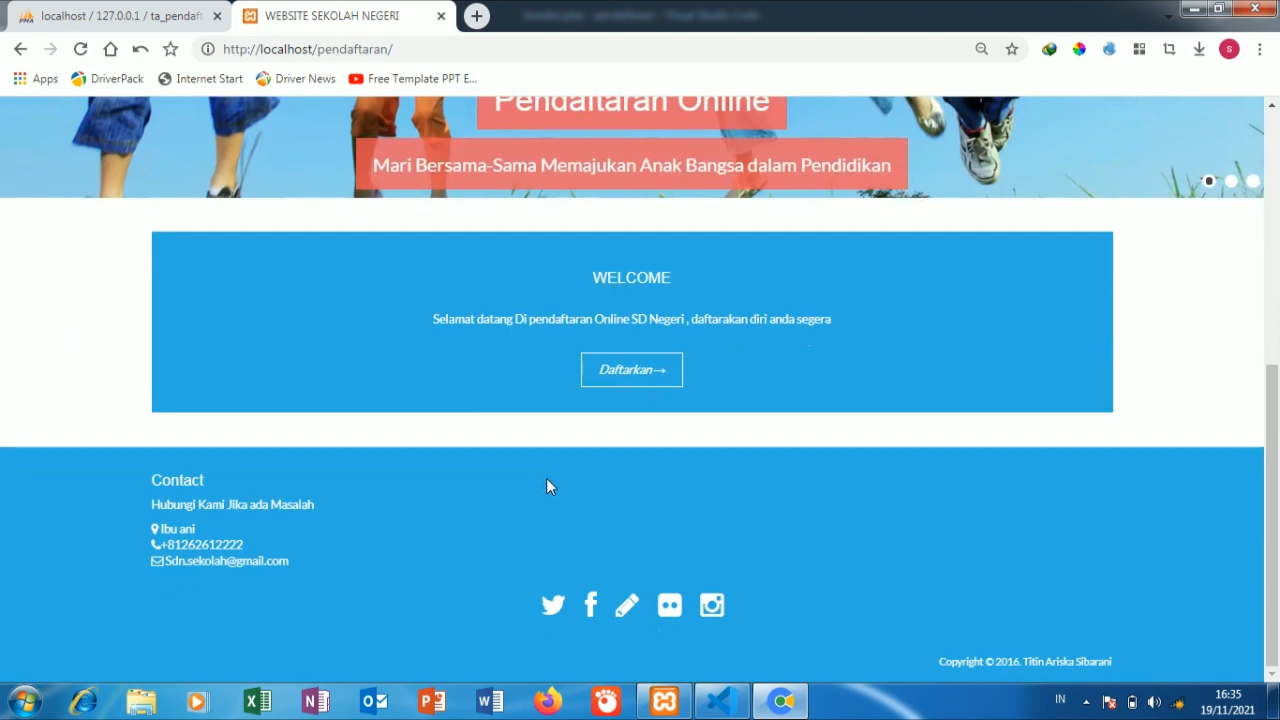 localhost / 127.0.0.1 / ta_pendaft
WEBSITE SEKOLAH NEGERI
http://localhost/pendaftaran/
S
Apps
DriverPack
Internet Start
Driver News
Free Template PPT E...
Pendaftaran Online
Mari Bersama-Sama Memajukan Anak Bangsa dalam Pendidikan
WELCOME
Selamat datang Di pendaftaran Online SD Negeri , daftarakan diri anda segera
Daftarkan→
Contact
Hubungi Kami Jika ada Masalah
Ibu ani
+81262612222
Sdn.sekolah@gmail.com
Copyright © 2016. Titin Ariska Sibarani
IN
16:35
19/11/2021